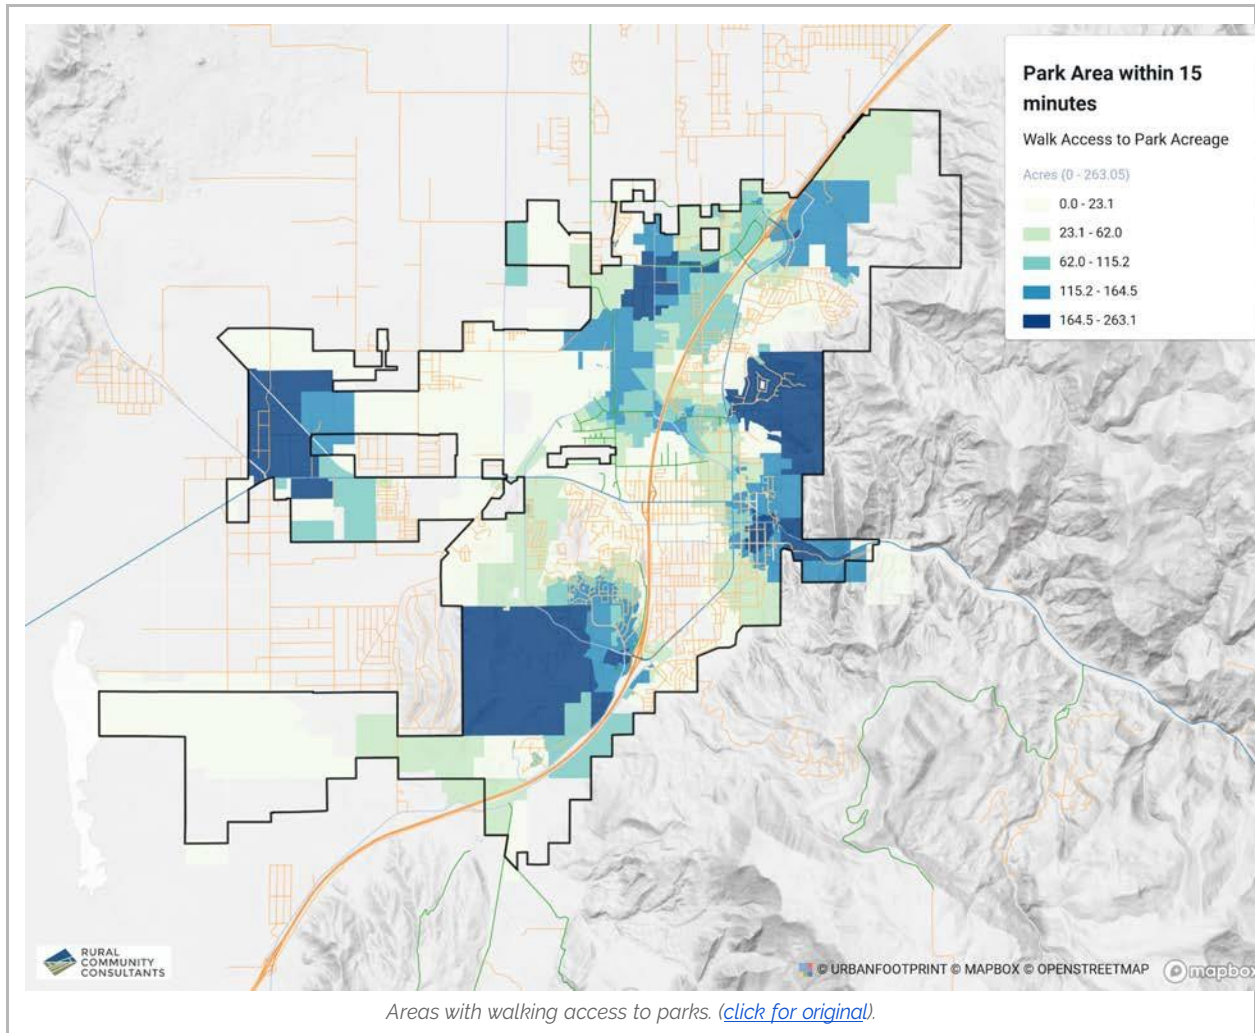 Park Area within 15
minutes
Walk Access to Park Acreage
Acres (0 - 263.05)
0.0 - 23.1
23.1 - 62.0
62.0 - 115.2
115.2 - 164.5
164.5 - 263.1
RURAL
COMMUNITY
CONSULTANTS
© URBANFOOTPRINT © MAPBOX © OPENSTREETMAP
mapbox
Areas with walking access to parks. (click for original).